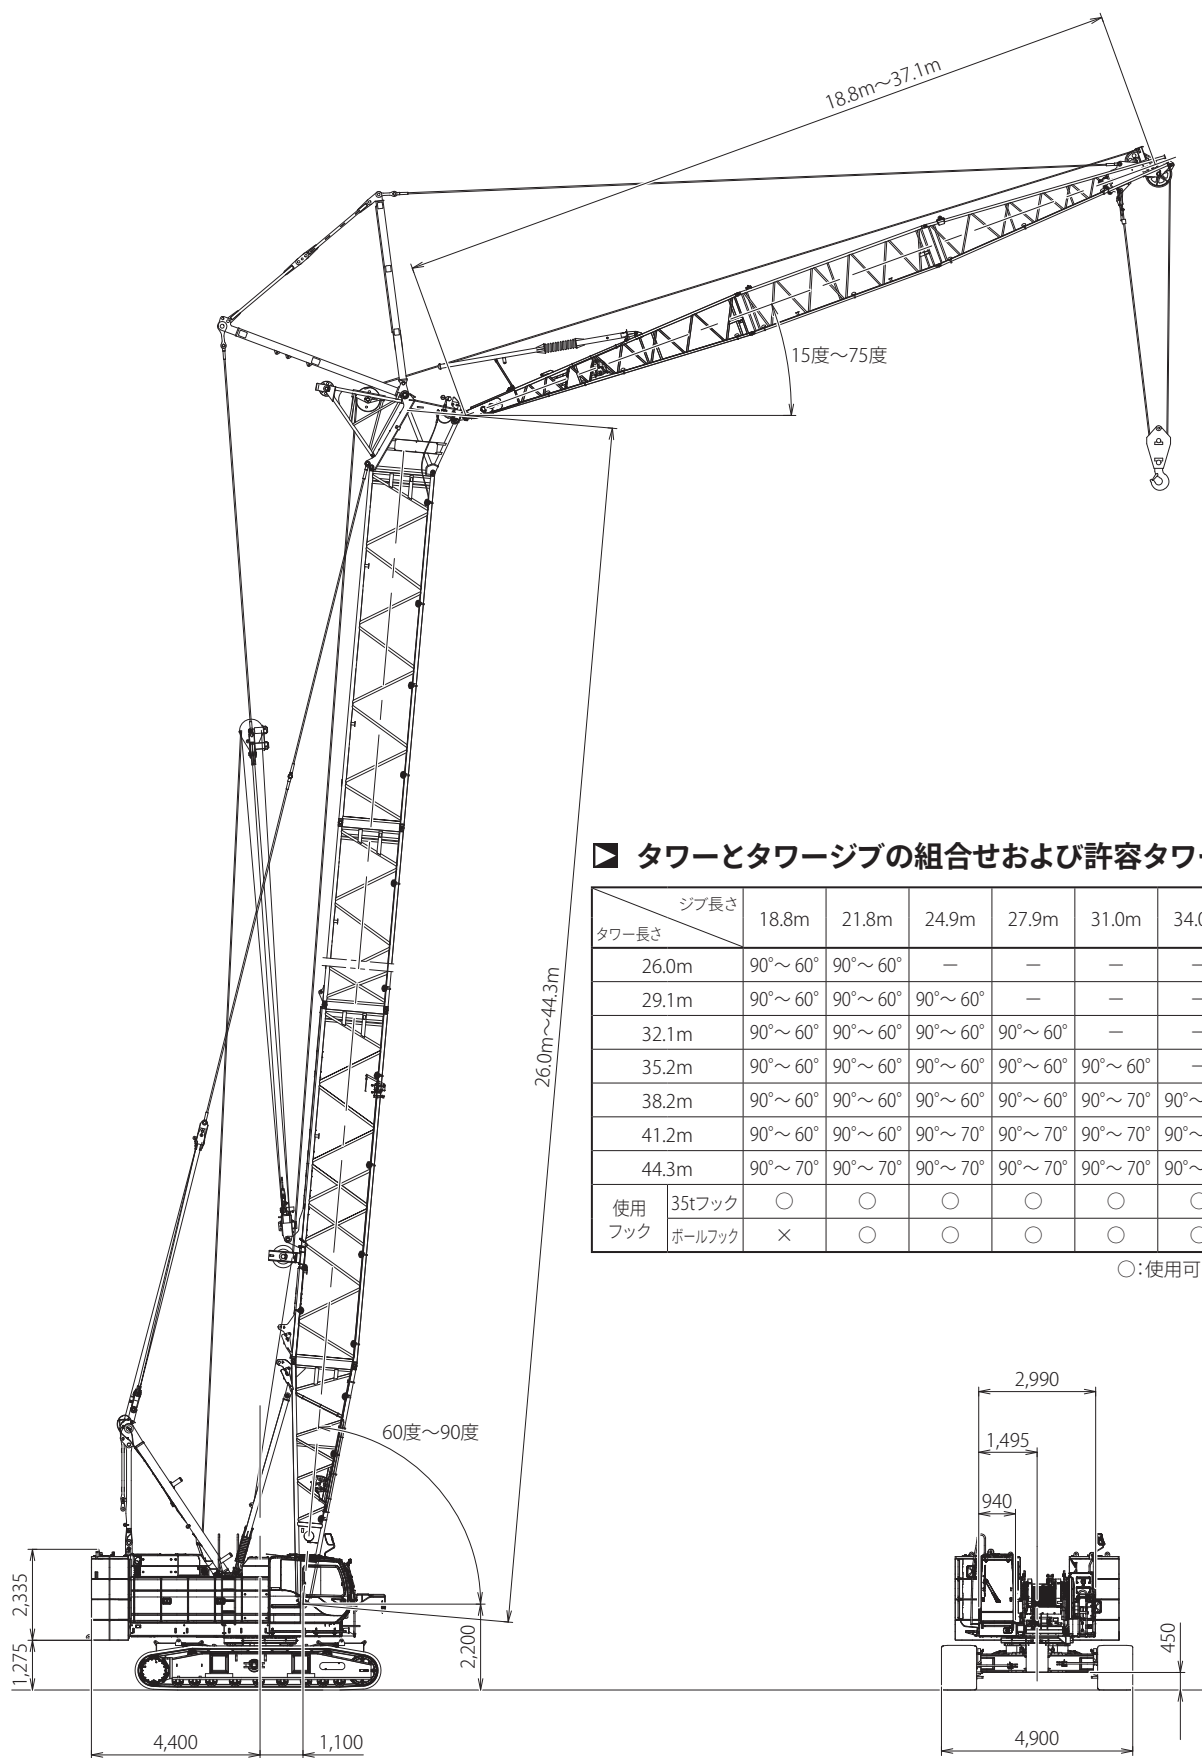 18.8m～37.1m
15度～75度
26.0m～44.3m
▶ タワーとタワージブの組合せおよび許容タワ
ジブ長さ
タワー長さ
18.8m 21.8m 24.9m 27.9m 31.0m 34.0
26.0m 90°～60° 90°～60° － － － －
29.1m 90°～60° 90°～60° 90°～60° － － －
32.1m 90°～60° 90°～60° 90°～60° 90°～60° － －
35.2m 90°～60° 90°～60° 90°～60° 90°～60° 90°～60° －
38.2m 90°～60° 90°～60° 90°～60° 90°～60° 90°～70° 90°～
41.2m 90°～60° 90°～60° 90°～70° 90°～70° 90°～70° 90°～
44.3m 90°～70° 90°～70° 90°～70° 90°～70° 90°～70° 90°～
使用フック
35tフック ○ ○ ○ ○ ○ ○
ボールフック × ○ ○ ○ ○ ○
○：使用可
60度～90度
2,335
1,275
2,200
4,400
1,100
2,990
1,495
940
450
4,900